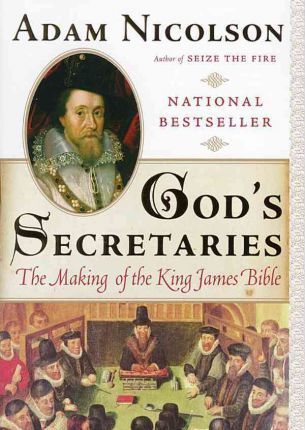 ADAM NICOLSON
Author of SEIZE THE FIRE
NATIONAL
BESTSELLER
GOD'S
SECRETARIES
The Making of the King James Bible